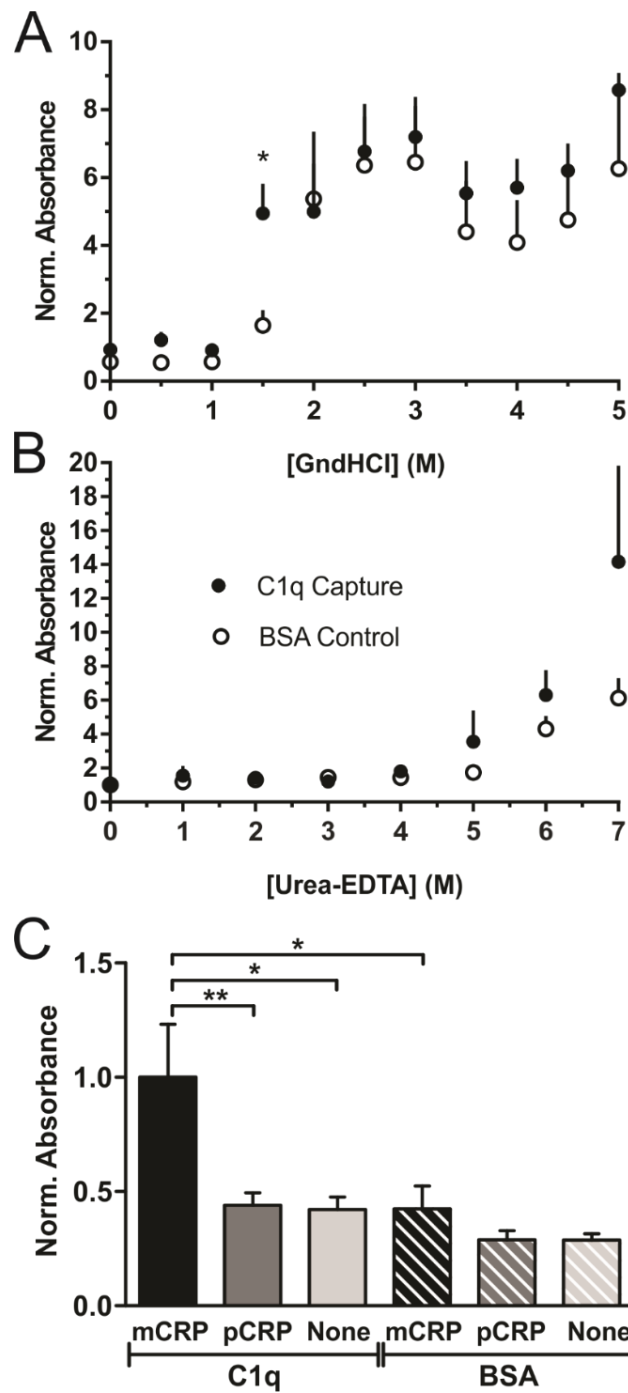 A
10
8
6
4
2
0
Norm. Absorbance
*
0 1 2 3 4 5
[GndHCl] (M)
B
20
18
16
14
12
10
8
6
4
2
0
Norm. Absorbance
C1q Capture
BSA Control
0 1 2 3 4 5 6 7
[Urea-EDTA] (M)
C
1.5
1.0
0.5
0.0
Norm. Absorbance
*
*
**
mCRP pCRP None mCRP pCRP None
C1q BSA